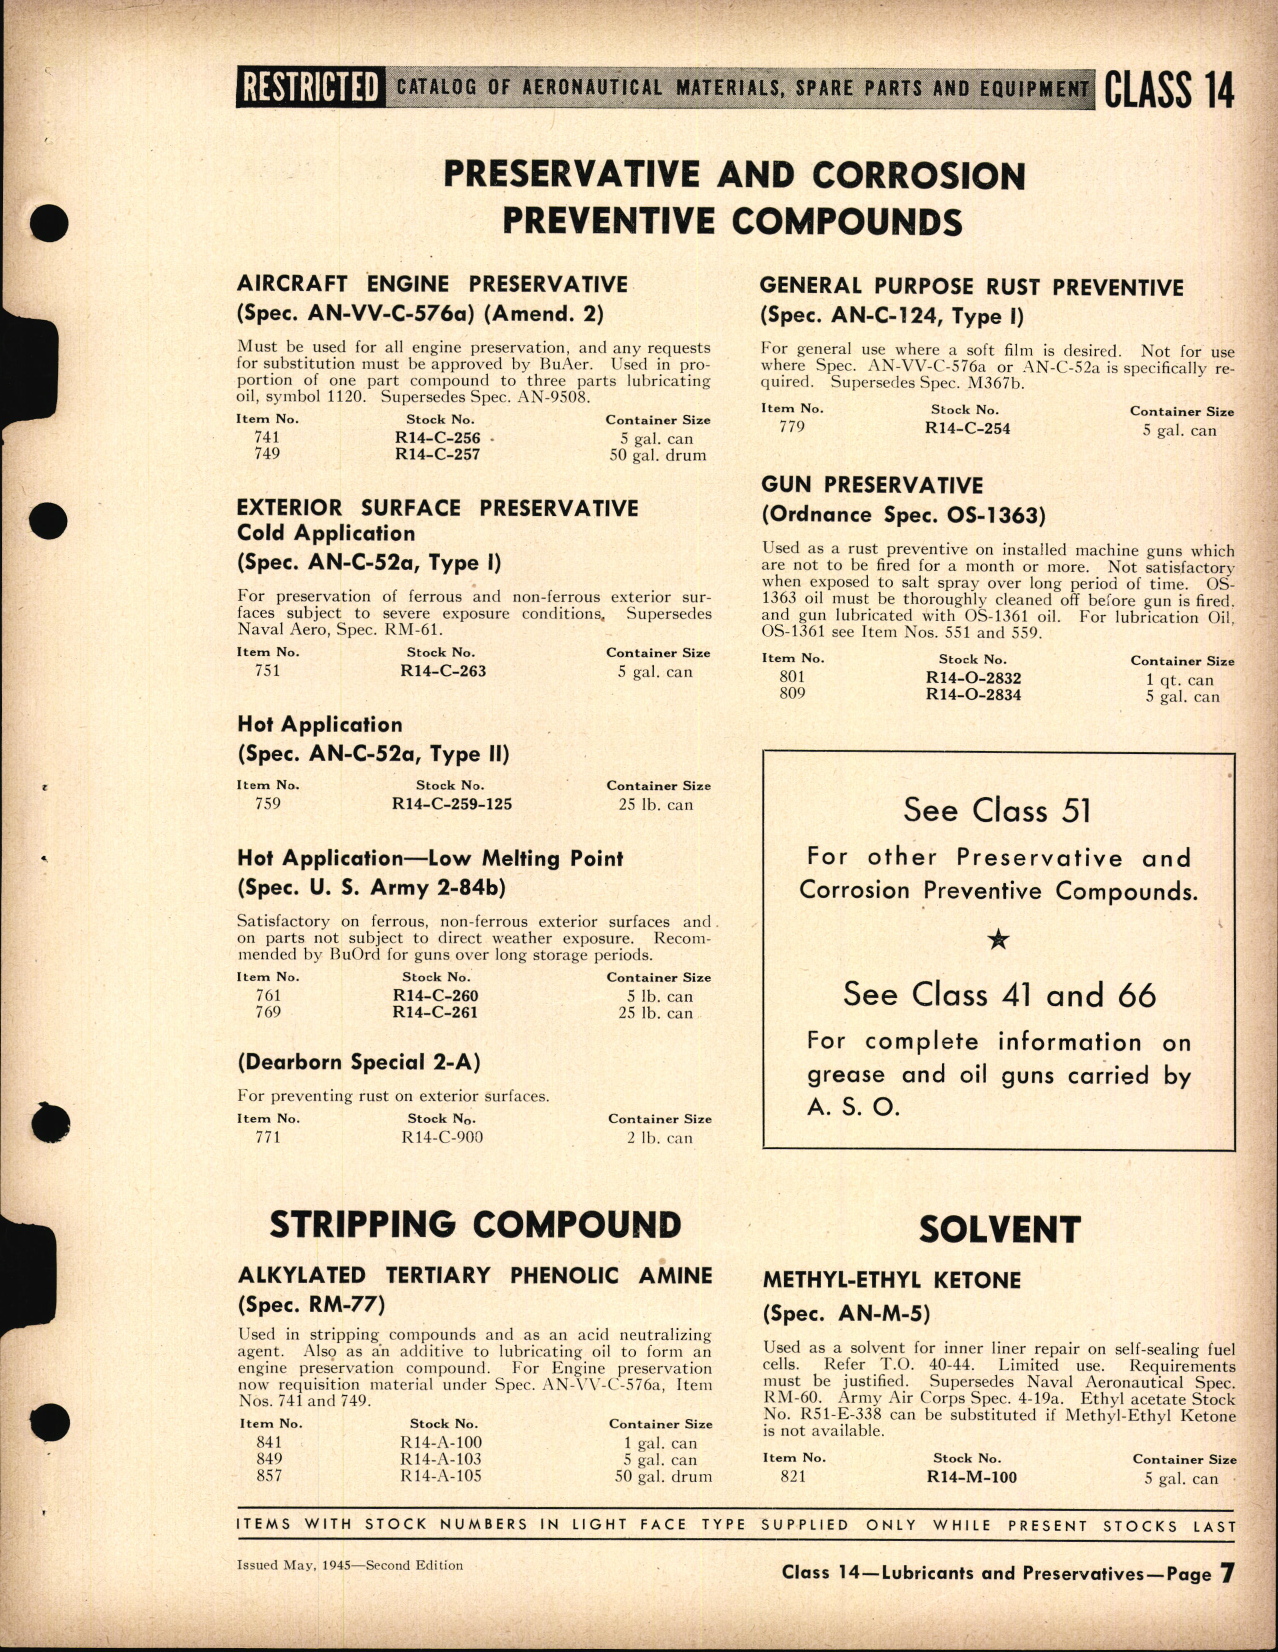 RESTRICTED CATALOG OF AERONAUTICAL MATERIALS, SPARE PARTS AND EQUIPMENT CLASS 14
PRESERVATIVE AND CORROSION
PREVENTIVE COMPOUNDS
AIRCRAFT ENGINE PRESERVATIVE
(Spec. AN-VV-C-576a) (Amend. 2)
Must be used for all engine preservation, and any requests
for substitution must be approved by BuAer. Used in pro-
portion of one part compound to three parts lubricating
oil, symbol 1120. Supersedes Spec. AN-9508.
Item No. Stock No. Container Size
741 R14-C-256 5 gal. can
749 R14-C-257 50 gal. drum
EXTERIOR SURFACE PRESERVATIVE
Cold Application
(Spec. AN-C-52a, Type I)
For preservation of ferrous and non-ferrous exterior sur-
faces subject to severe exposure conditions. Supersedes
Naval Aero, Spec. RM-61.
Item No. Stock No. Container Size
751 R14-C-263 5 gal. can
Hot Application
(Spec. AN-C-52a, Type II)
Item No. Stock No. Container Size
759 R14-C-259-125 25 lb. can
Hot Application—Low Melting Point
(Spec. U. S. Army 2-84b)
Satisfactory on ferrous, non-ferrous exterior surfaces and
on parts not subject to direct weather exposure. Recom-
mended by BuOrd for guns over long storage periods.
Item No. Stock No. Container Size
761 R14-C-260 5 lb. can
769 R14-C-261 25 lb. can
(Dearborn Special 2-A)
For preventing rust on exterior surfaces.
Item No. Stock No. Container Size
771 R14-C-900 2 lb. can
GENERAL PURPOSE RUST PREVENTIVE
(Spec. AN-C-124, Type I)
For general use where a soft film is desired. Not for use
where Spec. AN-VV-C-576a or AN-C-52a is specifically re-
quired. Supersedes Spec. M367b.
Item No. Stock No. Container Size
779 R14-C-254 5 gal. can
GUN PRESERVATIVE
(Ordnance Spec. OS-1363)
Used as a rust preventive on installed machine guns which
are not to be fired for a month or more. Not satisfactory
when exposed to salt spray over long period of time. OS-
1363 oil must be thoroughly cleaned off before gun is fired,
and gun lubricated with OS-1361 oil. For lubrication Oil,
OS-1361 see Item Nos. 551 and 559.
Item No. Stock No. Container Size
801 R14-O-2832 1 qt. can
809 R14-O-2834 5 gal. can
See Class 51
For other Preservative and
Corrosion Preventive Compounds.
★
See Class 41 and 66
For complete information on
grease and oil guns carried by
A. S. O.
STRIPPING COMPOUND
ALKYLATED TERTIARY PHENOLIC AMINE
(Spec. RM-77)
Used in stripping compounds and as an acid neutralizing
agent. Also as an additive to lubricating oil to form an
engine preservation compound. For Engine preservation
now requisition material under Spec. AN-VV-C-576a, Item
Nos. 741 and 749.
Item No. Stock No. Container Size
841 R14-A-100 1 gal. can
849 R14-A-103 5 gal. can
857 R14-A-105 50 gal. drum
SOLVENT
METHYL-ETHYL KETONE
(Spec. AN-M-5)
Used as a solvent for inner liner repair on self-sealing fuel
cells. Refer T.O. 40-44. Limited use. Requirements
must be justified. Supersedes Naval Aeronautical Spec.
RM-60. Army Air Corps Spec. 4-19a. Ethyl acetate Stock
No. R51-E-338 can be substituted if Methyl-Ethyl Ketone
is not available.
Item No. Stock No. Container Size
821 R14-M-100 5 gal. can
ITEMS WITH STOCK NUMBERS IN LIGHT FACE TYPE SUPPLIED ONLY WHILE PRESENT STOCKS LAST
Issued May, 1945—Second Edition
Class 14—Lubricants and Preservatives—Page 7